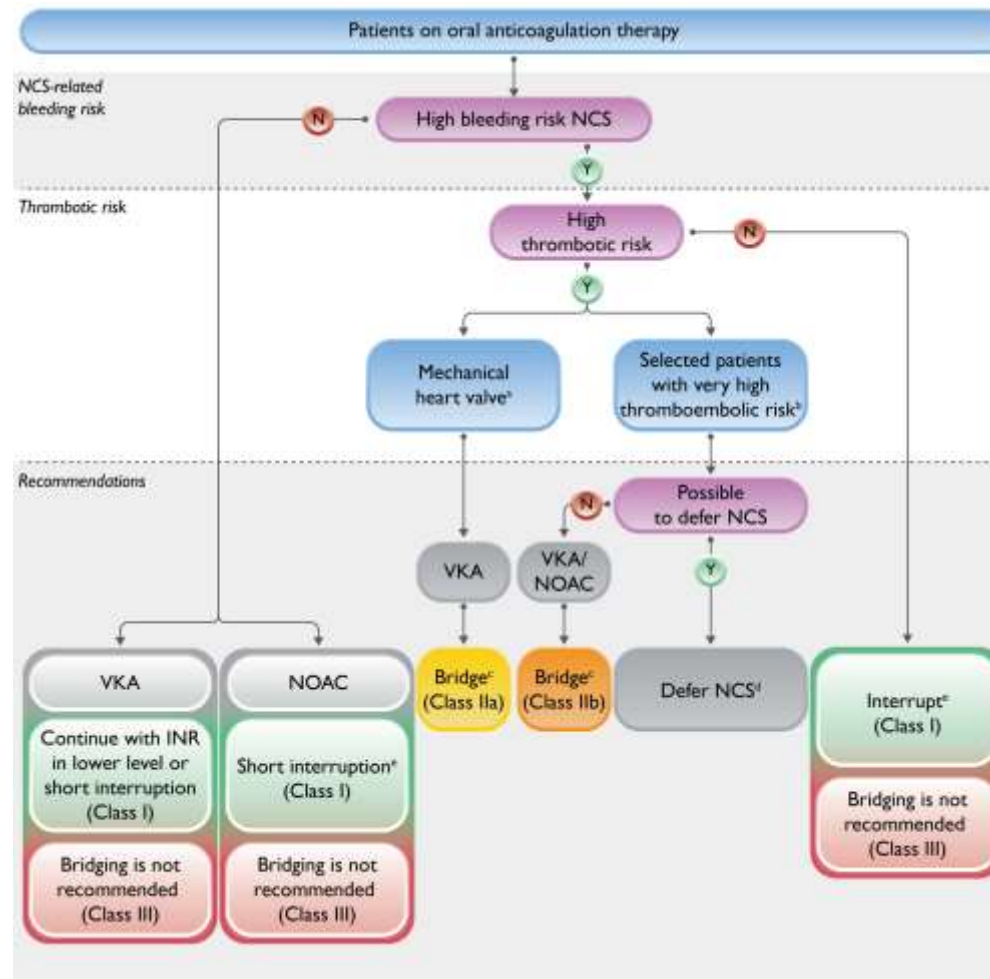 Patients on oral anticoagulation therapy
NCS-related
bleeding risk
N
High bleeding risk NCS
Y
Thrombotic risk
High
thrombotic risk
N
Y
Mechanical
heart valveᵃ
Selected patients
with very high
thromboembolic riskᵇ
Recommendations
Possible
to defer NCS
N
VKA
VKA/
NOAC
Y
VKA
Continue with INR
in lower level or
short interruption
(Class I)
Bridging is not
recommended
(Class III)
NOAC
Short interruptionᵉ
(Class I)
Bridging is not
recommended
(Class III)
Bridgeᶜ
(Class IIa)
Bridgeᶜ
(Class IIb)
Defer NCSᵈ
Interruptᵉ
(Class I)
Bridging is not
recommended
(Class III)